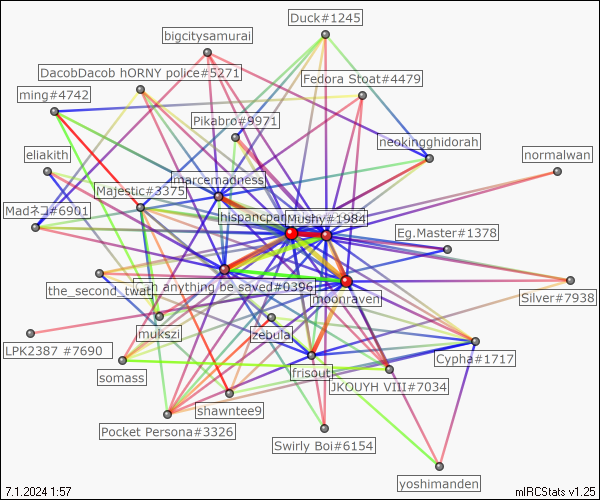 Duck#1245
bigcitysamurai
DacobDacob hORNY police#5271
Fedora Stoat#4479
ming#4742
Pikabro#9971
neokingghidorah
eliakith
normalwan
marcemadness
Majestic#3375
Madネコ#6901
hispancpar
Mushy#1984
Eg.Master#1378
the_second_twat
n anything be saved#0396
Silver#7938
moonraven
mukszi
zebula
LPK2387 #7690
Cypha#1717
somass
frisout
JKOUYH VIII#7034
shawntee9
Pocket Persona#3326
Swirly Boi#6154
yoshimanden
7.1.2024 1:57
mIRCStats v1.25